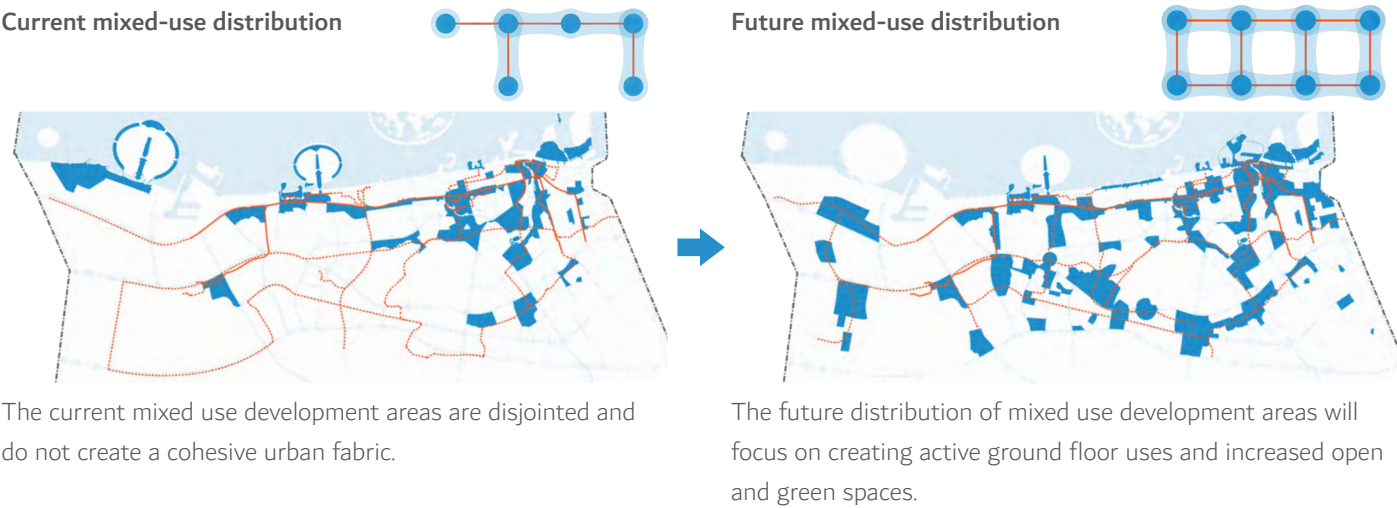 Current mixed-use distribution
The current mixed use development areas are disjointed and
do not create a cohesive urban fabric.
Future mixed-use distribution
The future distribution of mixed use development areas will
focus on creating active ground floor uses and increased open
and green spaces.